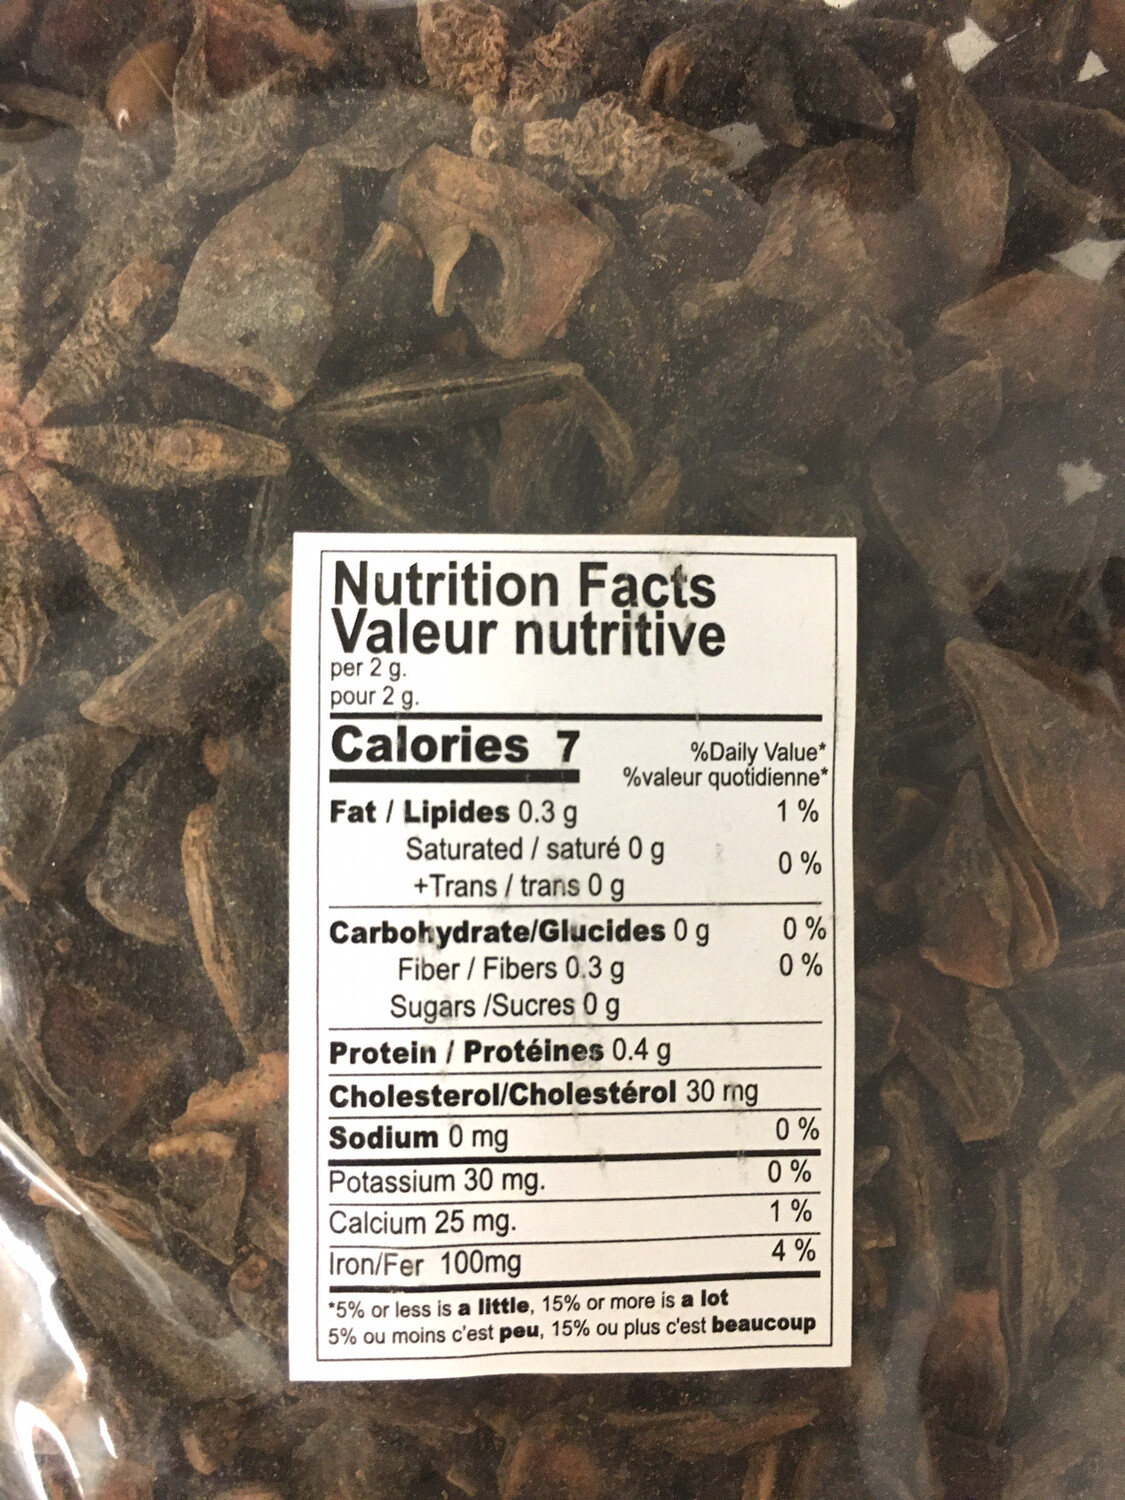 Nutrition Facts
Valeur nutritive
per 2 g.
pour 2 g.
Calories 7
%Daily Value*
%valeur quotidienne*
Fat / Lipides 0.3 g 1 %
Saturated / saturé 0 g
+Trans / trans 0 g 0 %
Carbohydrate/Glucides 0 g 0 %
Fiber / Fibers 0.3 g 0 %
Sugars /Sucres 0 g
Protein / Protéines 0.4 g
Cholesterol/Cholestérol 30 mg
Sodium 0 mg 0 %
Potassium 30 mg. 0 %
Calcium 25 mg. 1 %
Iron/Fer 100mg 4 %
*5% or less is a little, 15% or more is a lot
5% ou moins c'est peu, 15% ou plus c'est beaucoup